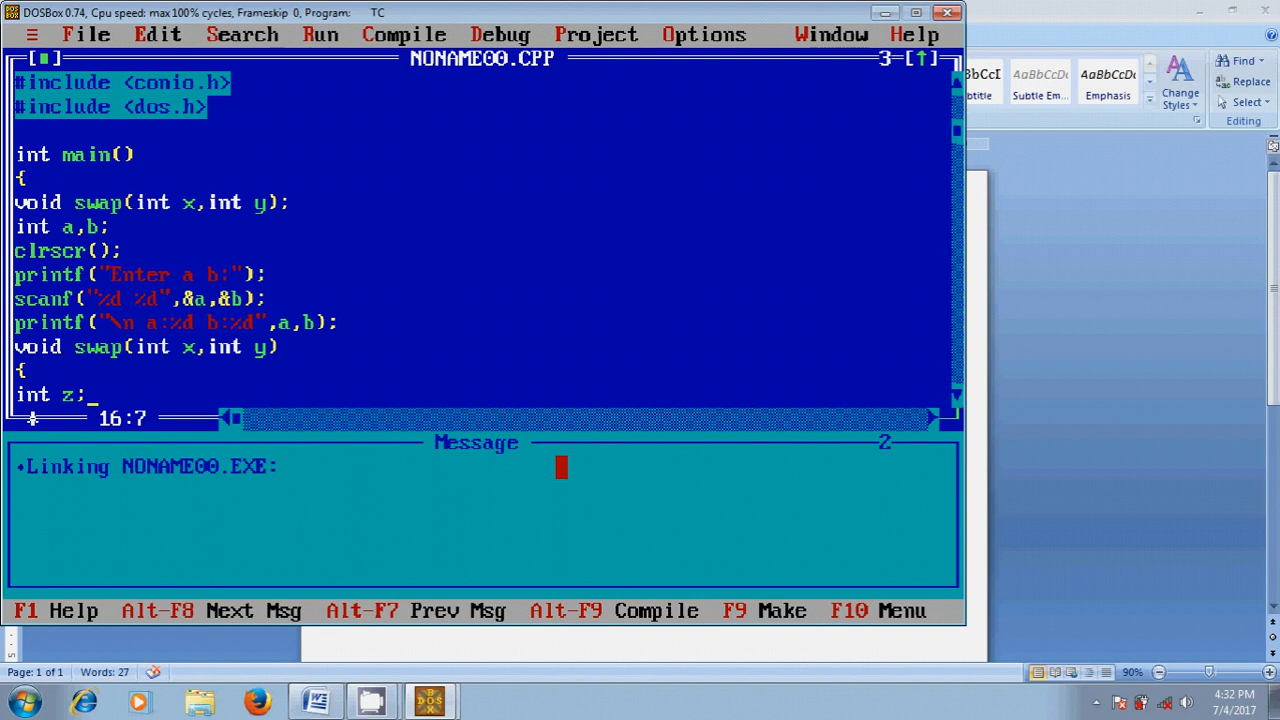 DOSBox 0.74, Cpu speed: max 100% cycles, Frameskip 0, Program: TC
≡ File Edit Search Run Compile Debug Project Options Window Help
[■] NONAME00.CPP 3=[↑]
#include <conio.h>
#include <dos.h>
int main()
{
void swap(int x,int y);
int a,b;
clrscr();
printf("Enter a b:");
scanf("%d %d",&a,&b);
printf("\n a:%d b:%d",a,b);
void swap(int x,int y)
{
int z;_
16:7
Message 2
•Linking NONAME00.EXE:
F1 Help Alt-F8 Next Msg Alt-F7 Prev Msg Alt-F9 Compile F9 Make F10 Menu
AaBbCcDc AaBbCcDc
btitle Subtle Em... Emphasis
Change
Styles
Find
Replace
Select
Editing
Page: 1 of 1 Words: 27 90%
4:32 PM
7/4/2017